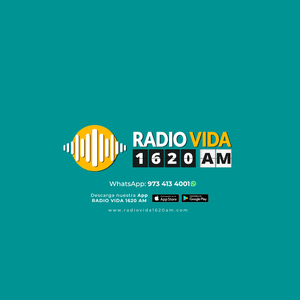 RADIO VIDA
1620 AM
WhatsApp: 973 413 4001
Descarga nuestra App
RADIO VIDA 1620 AM
App Store
Google Play
www.radiovida1620am.com